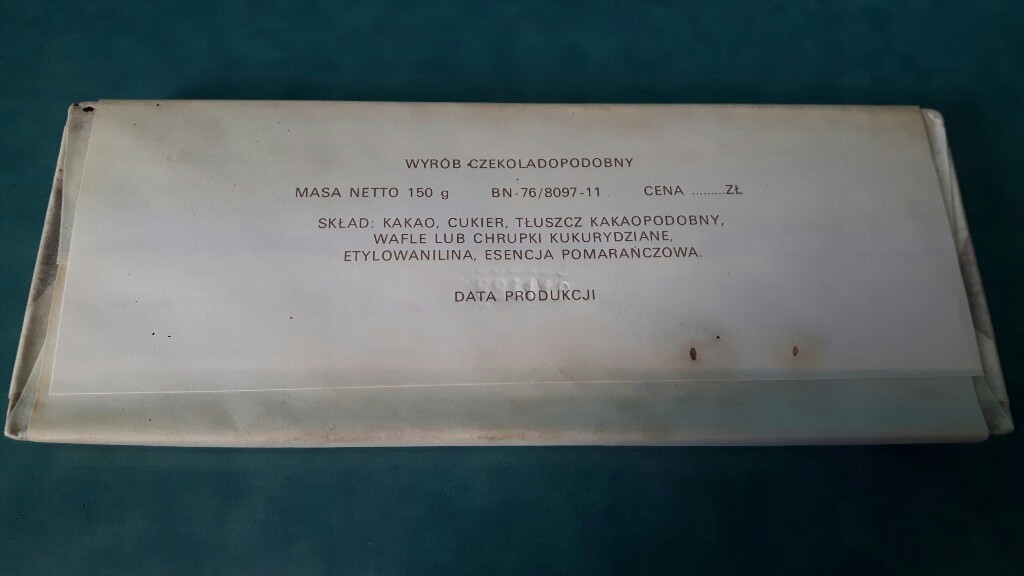 WYRÓB CZEKOLADOPODOBNY
MASA NETTO 150 g BN-76/8097-11 CENA .........ZŁ
SKŁAD: KAKAO, CUKIER, TŁUSZCZ KAKAOPODOBNY,
WAFLE LUB CHRUPKI KUKURYDZIANE,
ETYLOWANILINA, ESENCJA POMARAŃCZOWA.
DATA PRODUKCJI